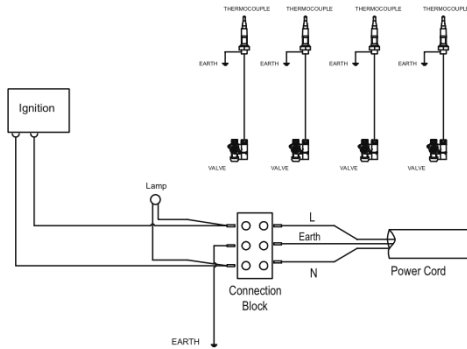 THERMOCOUPLE THERMOCOUPLE THERMOCOUPLE THERMOCOUPLE
EARTH EARTH EARTH EARTH
Ignition
VALVE VALVE VALVE VALVE
Lamp
L
Earth
N
Power Cord
Connection
Block
EARTH